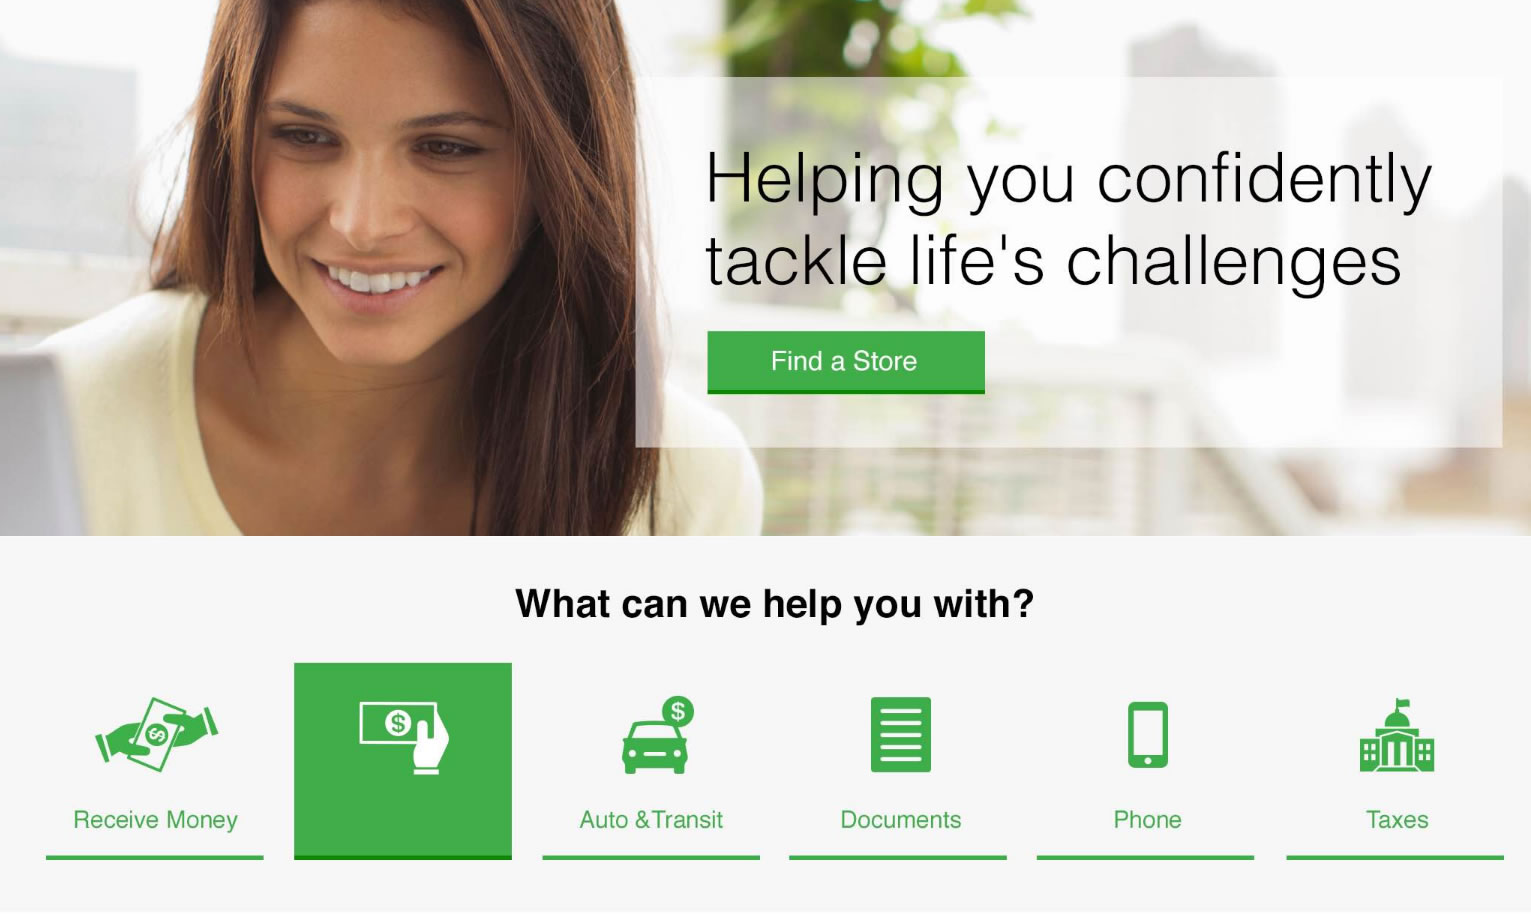 Helping you confidently
tackle life's challenges
Find a Store
What can we help you with?
$
$
$
Receive Money
Auto &Transit
Documents
Phone
Taxes